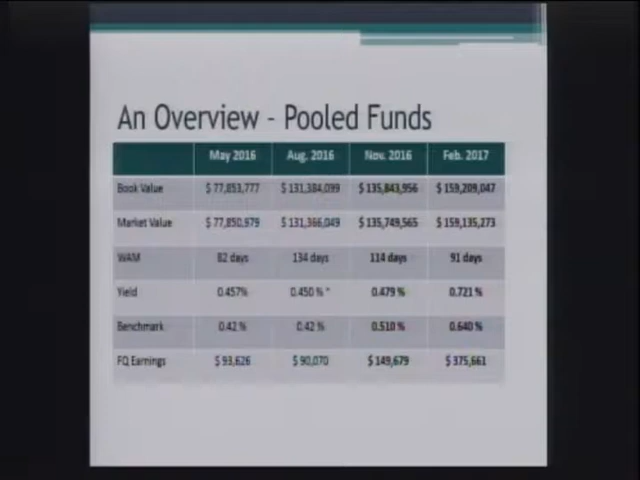 An Overview - Pooled Funds
May 2016 Aug. 2016 Nov. 2016 Feb. 2017
Book Value $ 77,853,777 $ 131,384,099 $ 135,843,956 $ 159,209,047
Market Value $ 77,850,979 $ 131,366,049 $ 135,749,565 $ 159,135,273
WAM 82 days 134 days 114 days 91 days
Yield 0.457% 0.450 % * 0.479 % 0.721 %
Benchmark 0.42 % 0.42 % 0.510 % 0.640 %
FQ Earnings $ 93,626 $ 90,070 $ 149,679 $ 375,661